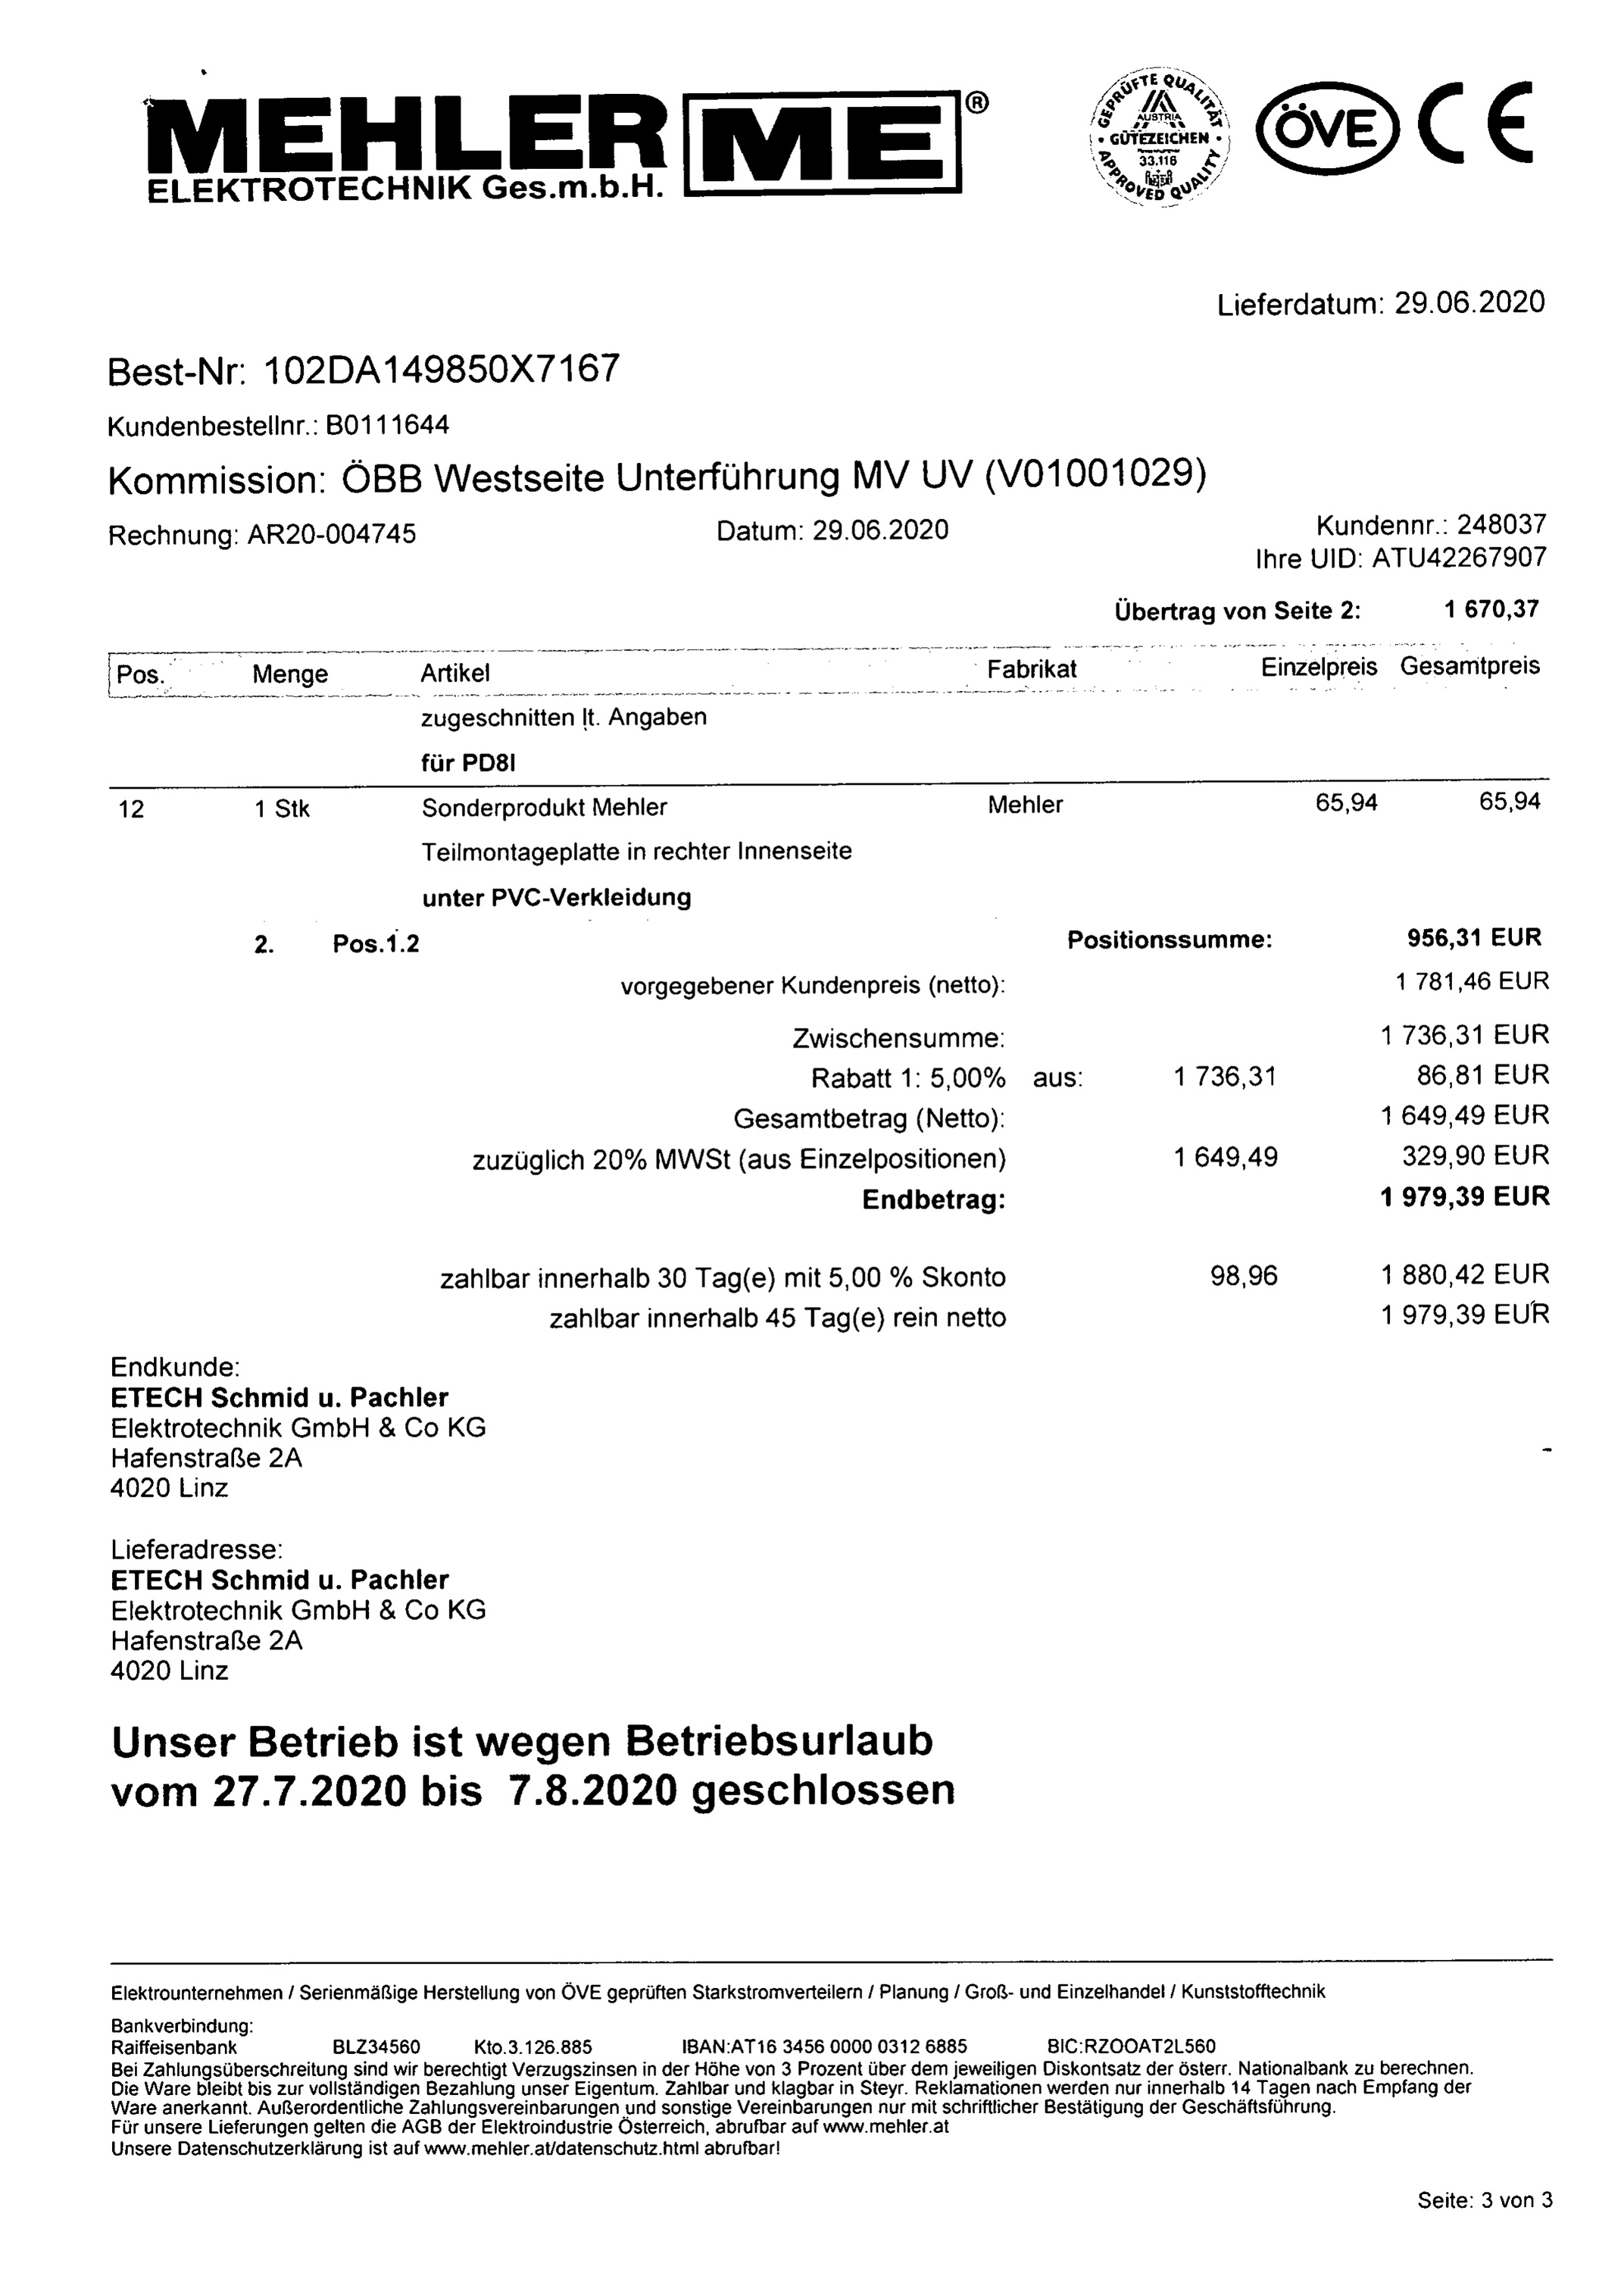 MEHLER ME ®
ELEKTROTECHNIK Ges.m.b.H.
GEPRÜFTE QUALITÄT
AUSTRIA
GÜTEZEICHEN
33.116
APPROVED QUALITY
ÖVE CE
Lieferdatum: 29.06.2020
Best-Nr: 102DA149850X7167
Kundenbestellnr.: B0111644
Kommission: ÖBB Westseite Unterführung MV UV (V01001029)
Rechnung: AR20-004745 Datum: 29.06.2020 Kundennr.: 248037
Ihre UID: ATU42267907
Übertrag von Seite 2: 1 670,37
Pos. Menge Artikel Fabrikat Einzelpreis Gesamtpreis
zugeschnitten lt. Angaben
für PD8I
12 1 Stk Sonderprodukt Mehler Mehler 65,94 65,94
Teilmontageplatte in rechter Innenseite
unter PVC-Verkleidung
2. Pos.1.2 Positionssumme: 956,31 EUR
vorgegebener Kundenpreis (netto): 1 781,46 EUR
Zwischensumme: 1 736,31 EUR
Rabatt 1: 5,00% aus: 1 736,31 86,81 EUR
Gesamtbetrag (Netto): 1 649,49 EUR
zuzüglich 20% MWSt (aus Einzelpositionen) 1 649,49 329,90 EUR
Endbetrag: 1 979,39 EUR
zahlbar innerhalb 30 Tag(e) mit 5,00 % Skonto 98,96 1 880,42 EUR
zahlbar innerhalb 45 Tag(e) rein netto 1 979,39 EUR
Endkunde:
ETECH Schmid u. Pachler
Elektrotechnik GmbH & Co KG
Hafenstraße 2A
4020 Linz
Lieferadresse:
ETECH Schmid u. Pachler
Elektrotechnik GmbH & Co KG
Hafenstraße 2A
4020 Linz
Unser Betrieb ist wegen Betriebsurlaub
vom 27.7.2020 bis 7.8.2020 geschlossen
Elektrounternehmen / Serienmäßige Herstellung von ÖVE geprüften Starkstromverteilern / Planung / Groß- und Einzelhandel / Kunststofftechnik
Bankverbindung:
Raiffeisenbank BLZ34560 Kto.3.126.885 IBAN:AT16 3456 0000 0312 6885 BIC:RZOOAT2L560
Bei Zahlungsüberschreitung sind wir berechtigt Verzugszinsen in der Höhe von 3 Prozent über dem jeweiligen Diskontsatz der österr. Nationalbank zu berechnen.
Die Ware bleibt bis zur vollständigen Bezahlung unser Eigentum. Zahlbar und klagbar in Steyr. Reklamationen werden nur innerhalb 14 Tagen nach Empfang der
Ware anerkannt. Außerordentliche Zahlungsvereinbarungen und sonstige Vereinbarungen nur mit schriftlicher Bestätigung der Geschäftsführung.
Für unsere Lieferungen gelten die AGB der Elektroindustrie Österreich, abrufbar auf www.mehler.at
Unsere Datenschutzerklärung ist auf www.mehler.at/datenschutz.html abrufbar!
Seite: 3 von 3